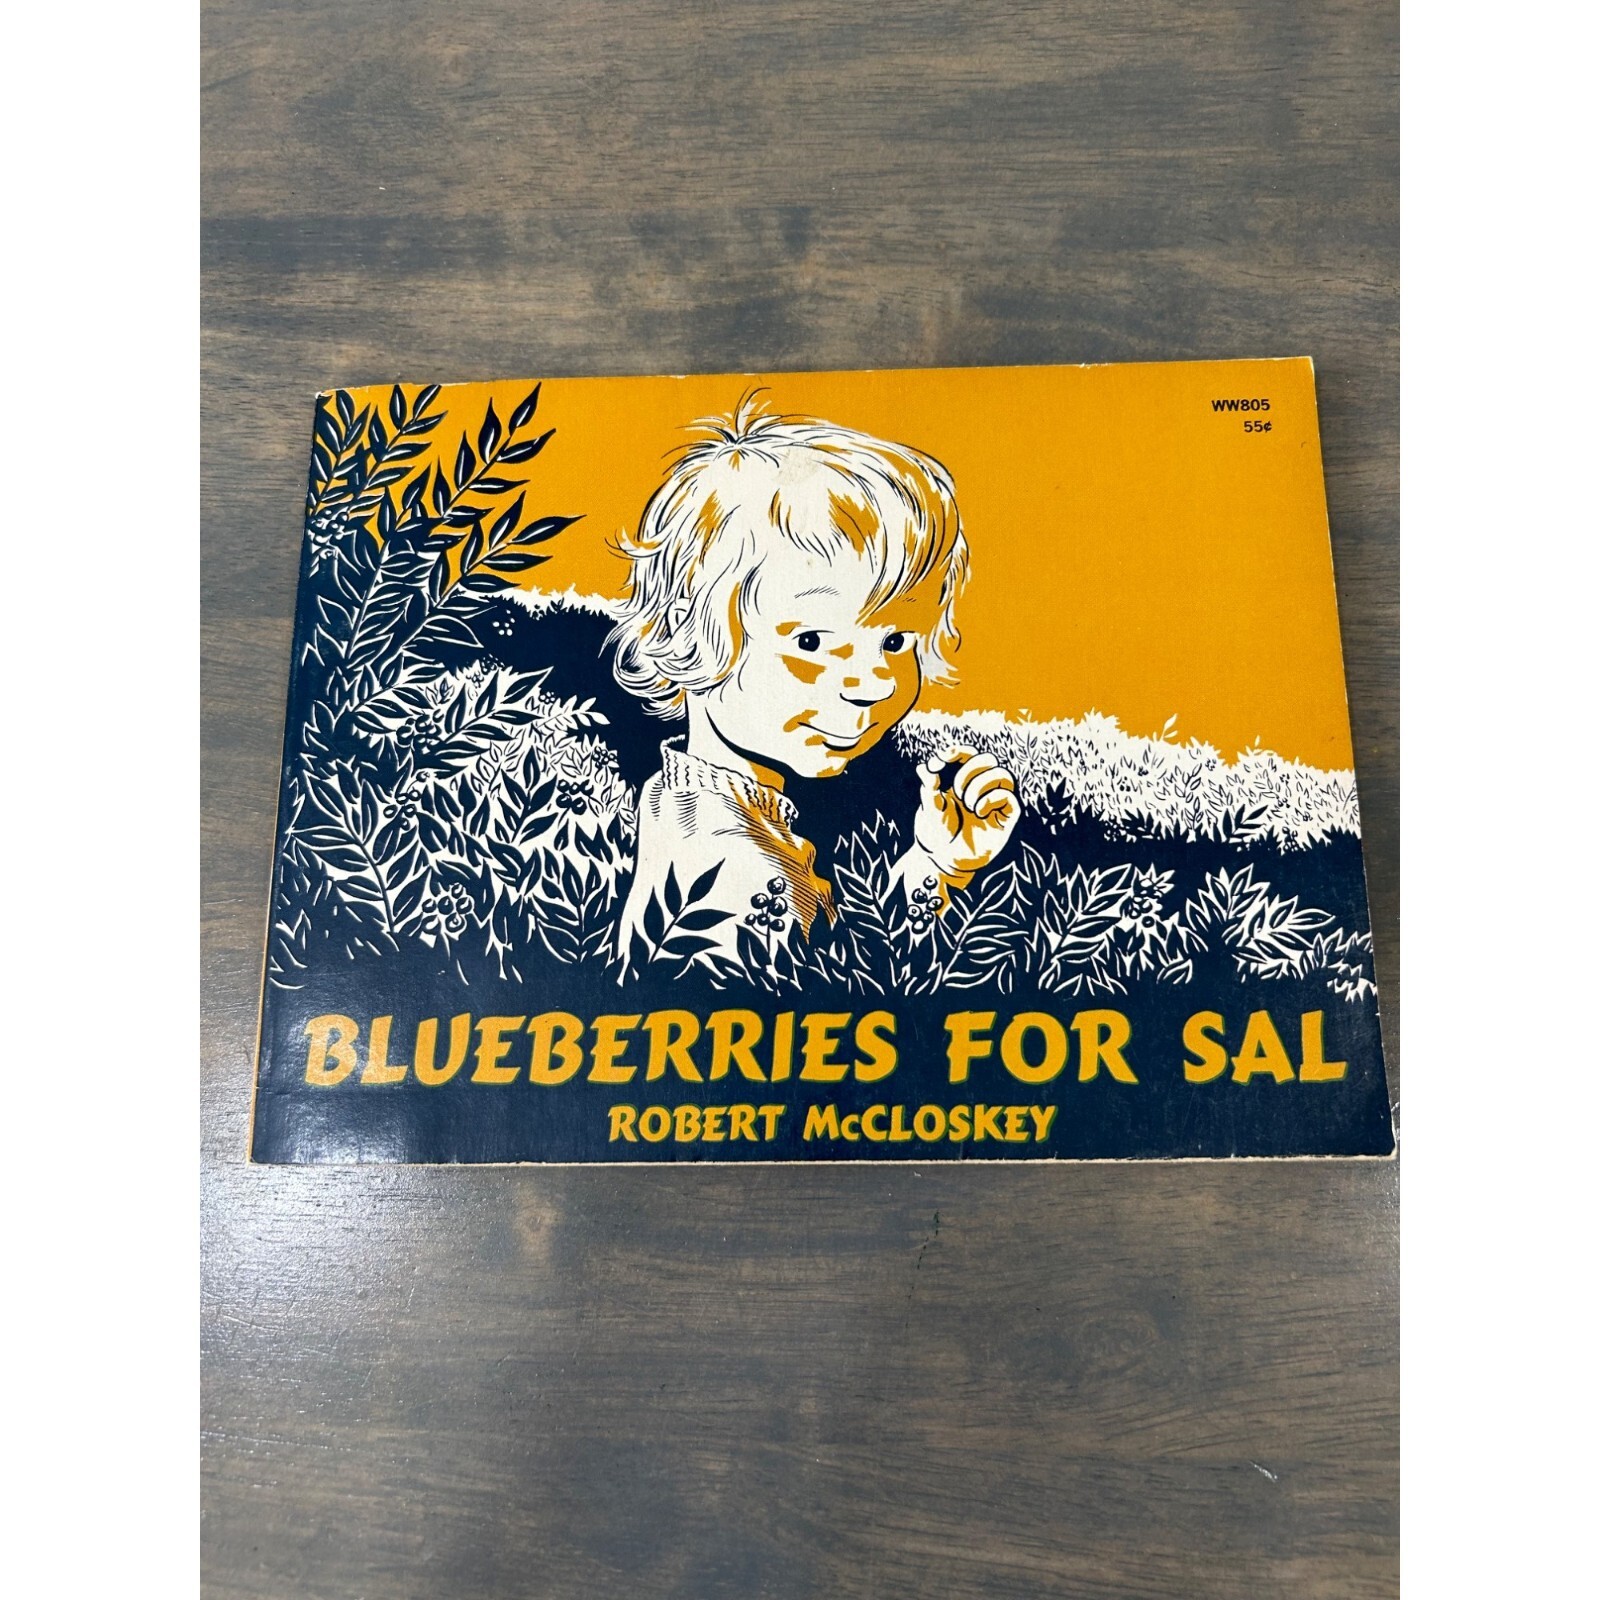 WW805
55¢
BLUEBERRIES FOR SAL
ROBERT McCLOSKEY